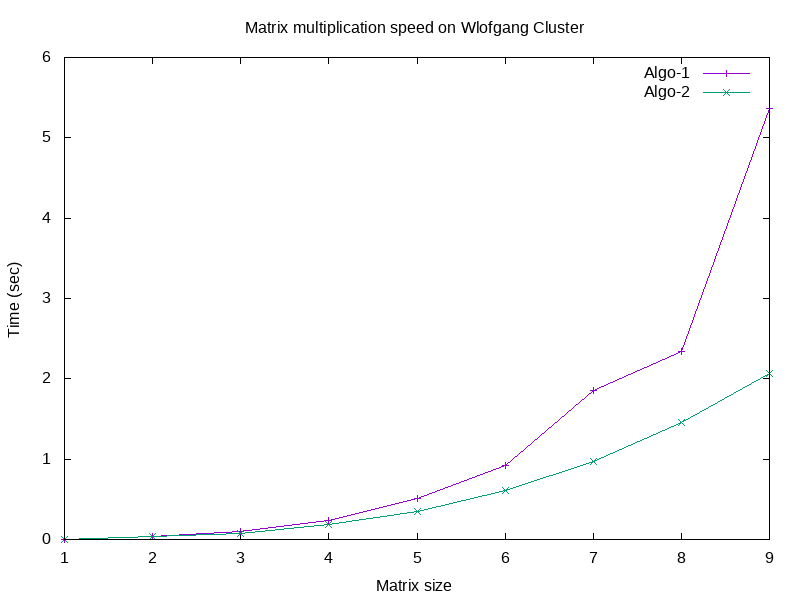 Matrix multiplication speed on Wlofgang Cluster
Algo-1
Algo-2
6
5
4
3
2
1
0
Time (sec)
1 2 3 4 5 6 7 8 9
Matrix size